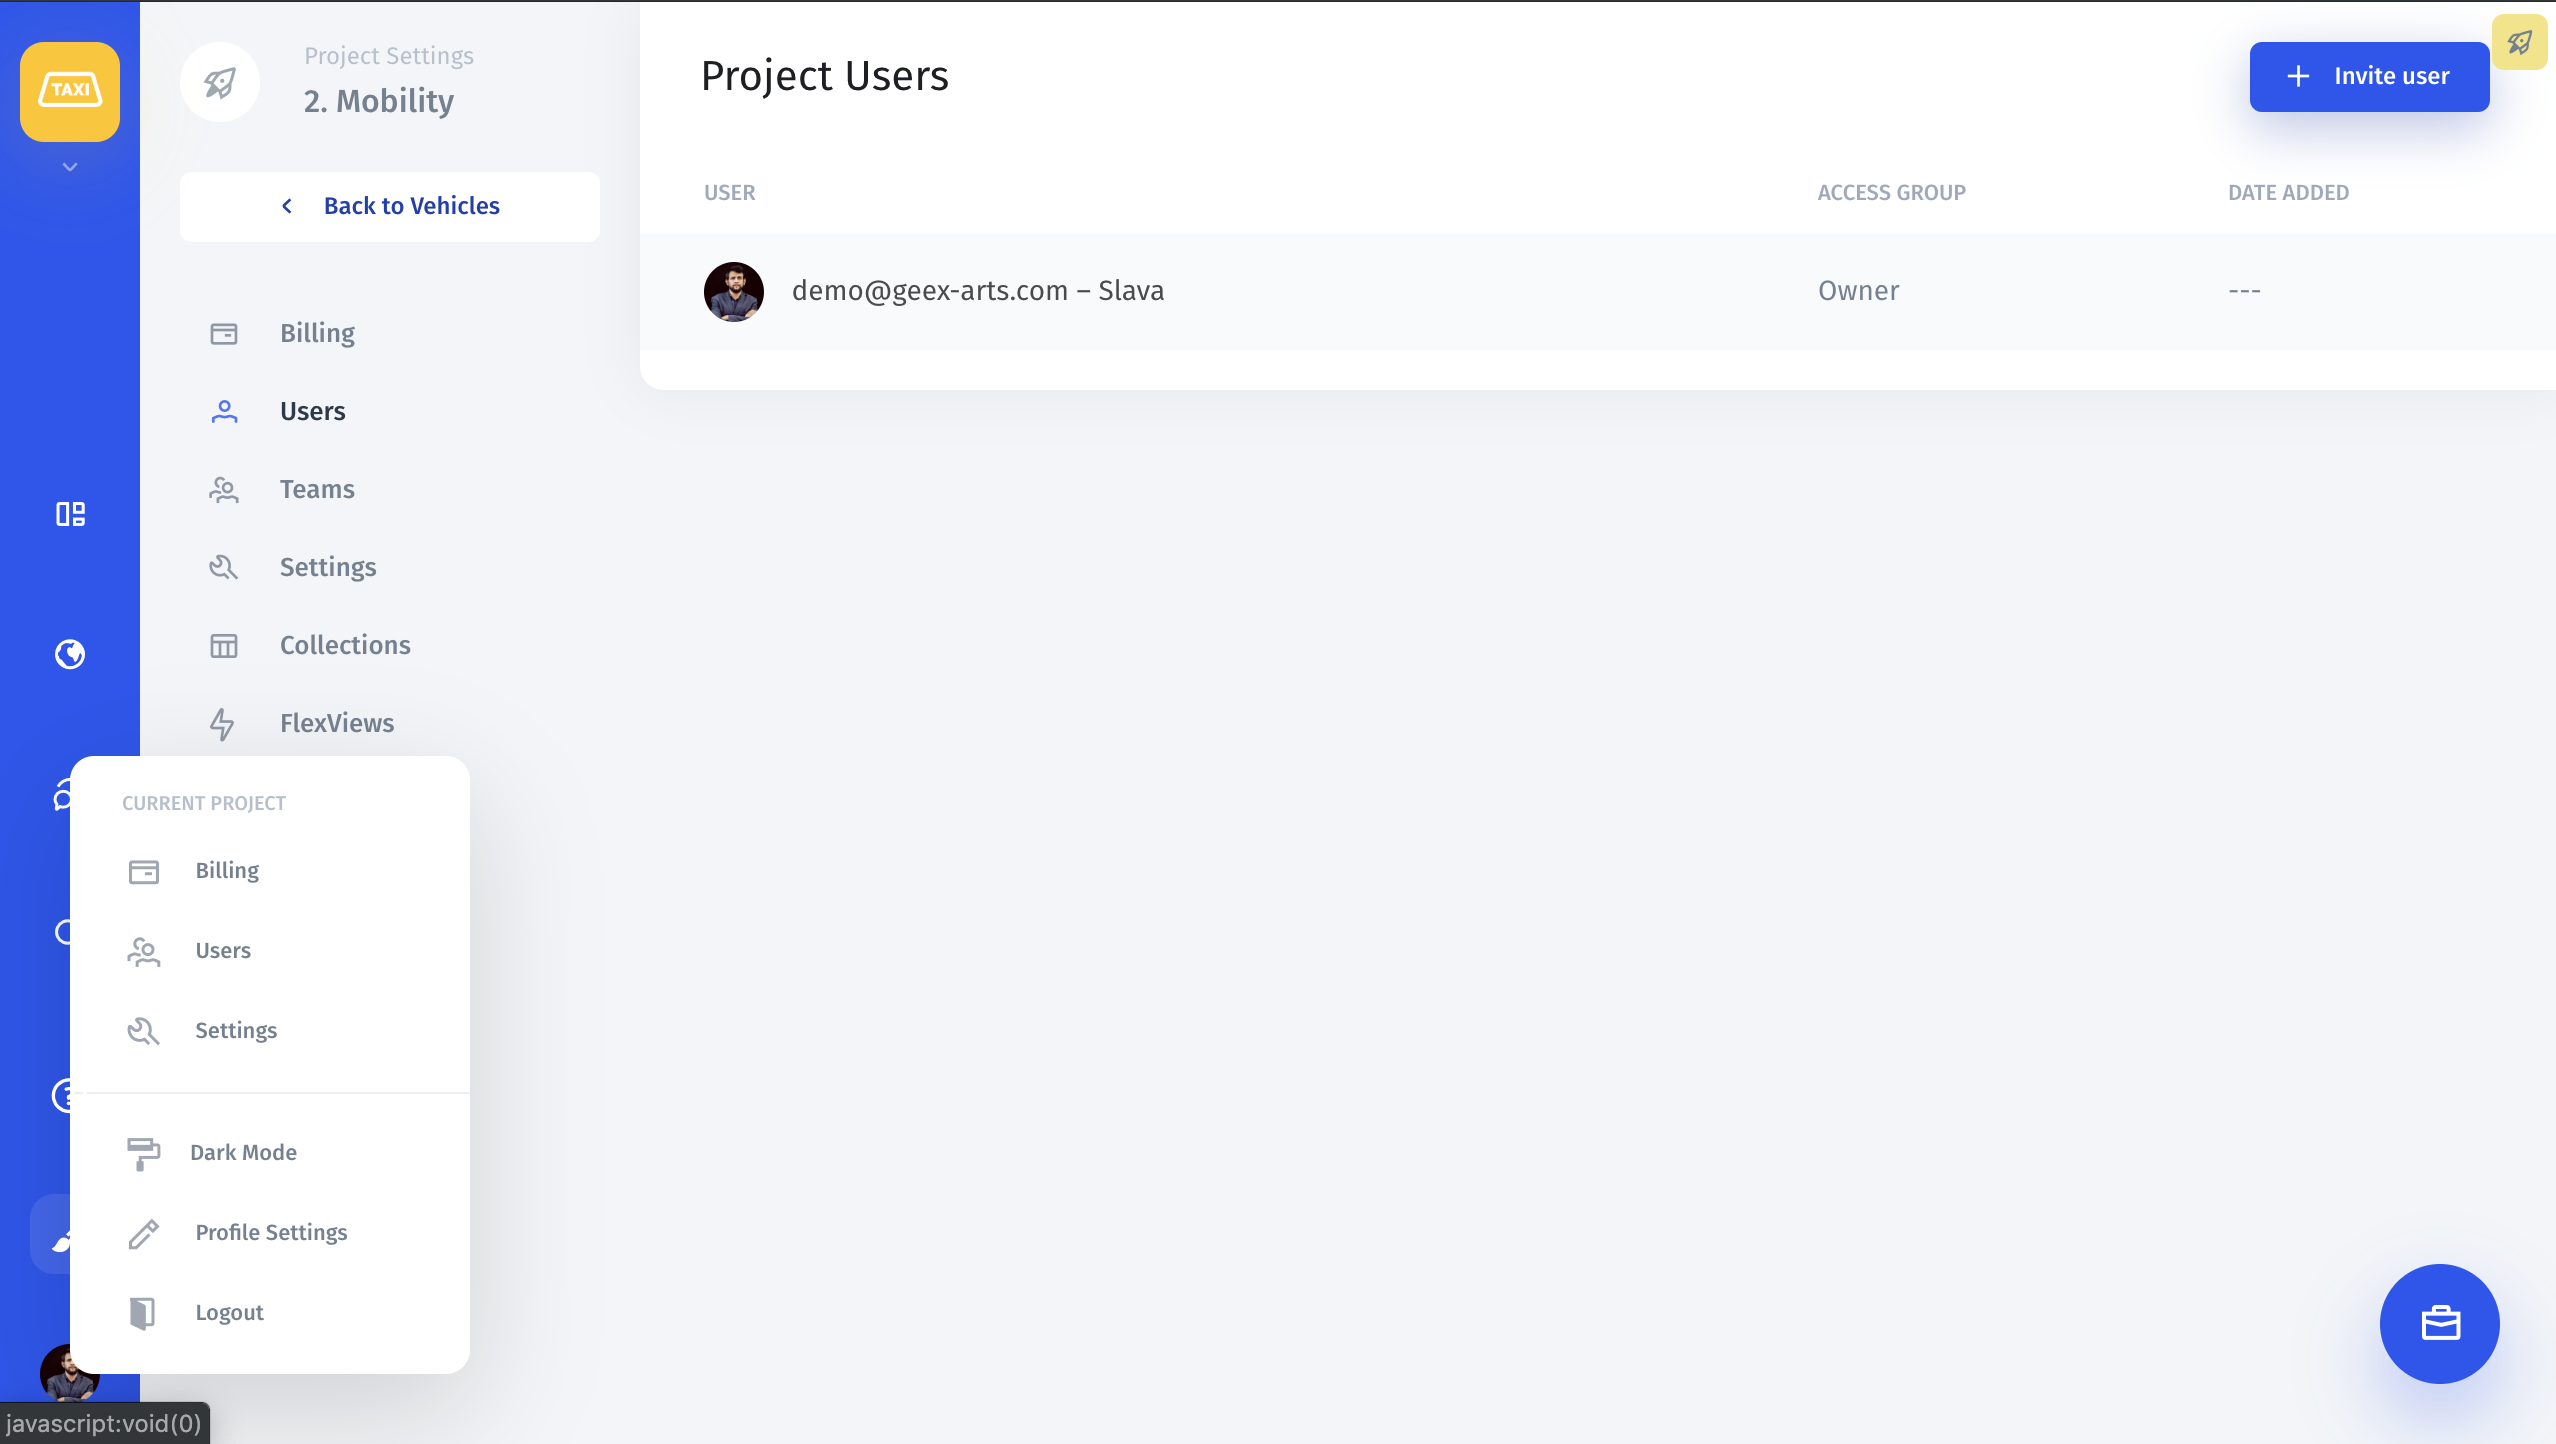 TAXI
Project Settings
2. Mobility
Back to Vehicles
Billing
Users
Teams
Settings
Collections
FlexViews
Project Users
Invite user
USER
ACCESS GROUP
DATE ADDED
demo@geex-arts.com – Slava
Owner
---
CURRENT PROJECT
Billing
Users
Settings
Dark Mode
Profile Settings
Logout
javascript:void(0)